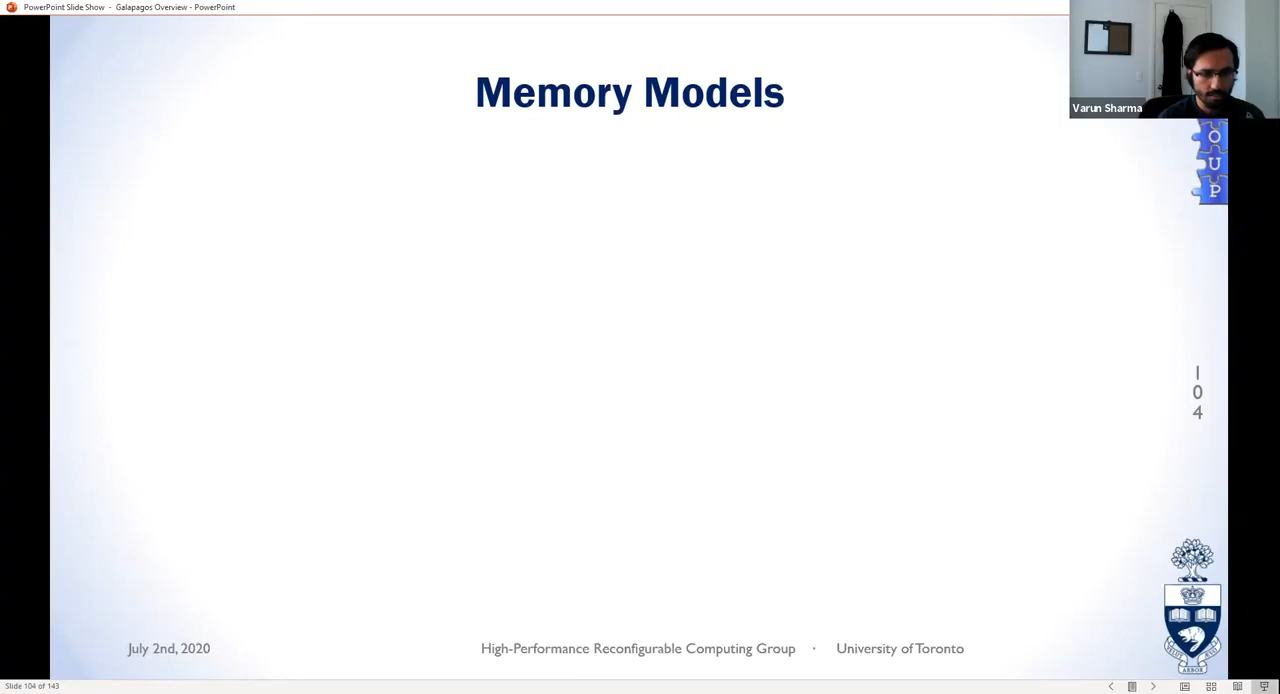 PowerPoint Slide Show - Galapagos Overview - PowerPoint
Memory Models
Varun Sharma
O
U
P
1
0
4
July 2nd, 2020
High-Performance Reconfigurable Computing Group · University of Toronto
ARBOR
Slide 104 of 143